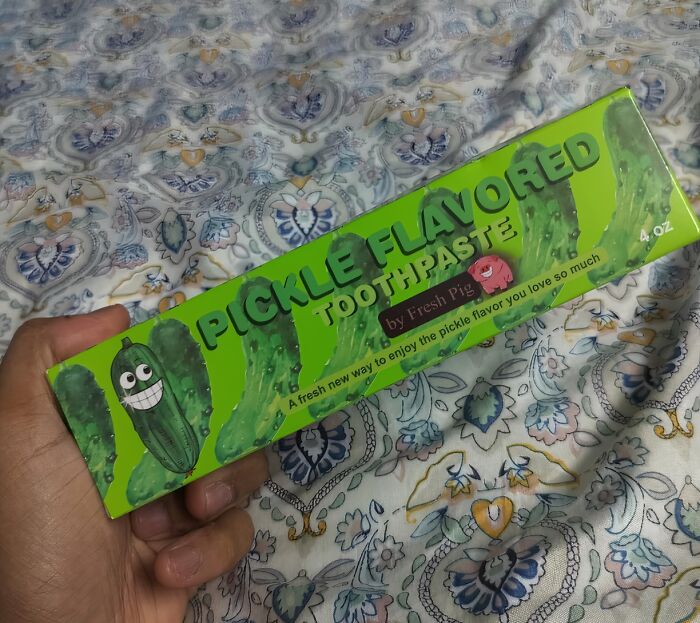 PICKLE FLAVORED
TOOTHPASTE
by Fresh Pig
A fresh new way to enjoy the pickle flavor you love so much
4 oz